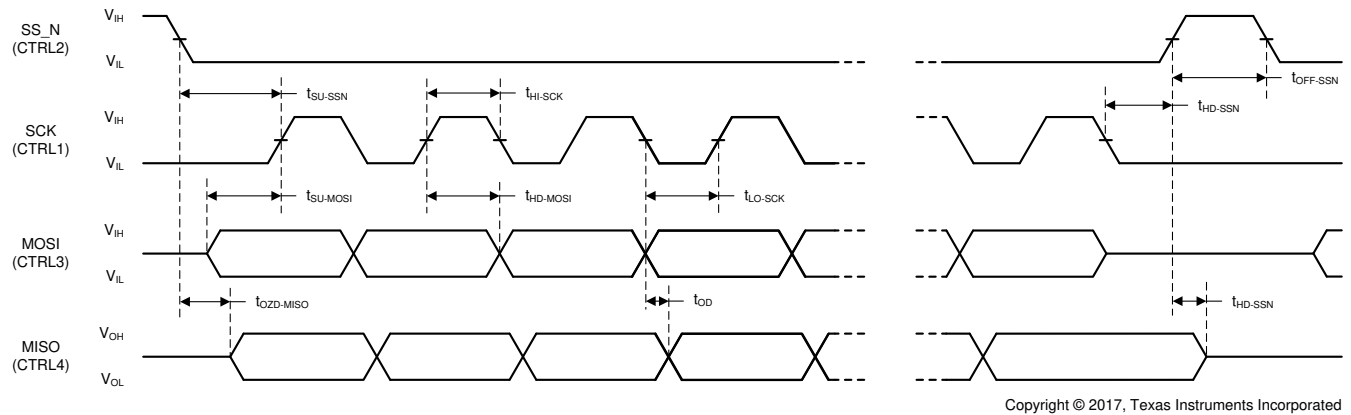 SS_N
(CTRL2)
V_IH
V_IL
t_SU-SSN
t_HI-SCK
t_OFF-SSN
t_HD-SSN
SCK
(CTRL1)
V_IH
V_IL
t_SU-MOSI
t_HD-MOSI
t_LO-SCK
MOSI
(CTRL3)
V_IH
V_IL
t_OZD-MISO
t_OD
t_HD-SSN
MISO
(CTRL4)
V_OH
V_OL
Copyright © 2017, Texas Instruments Incorporated